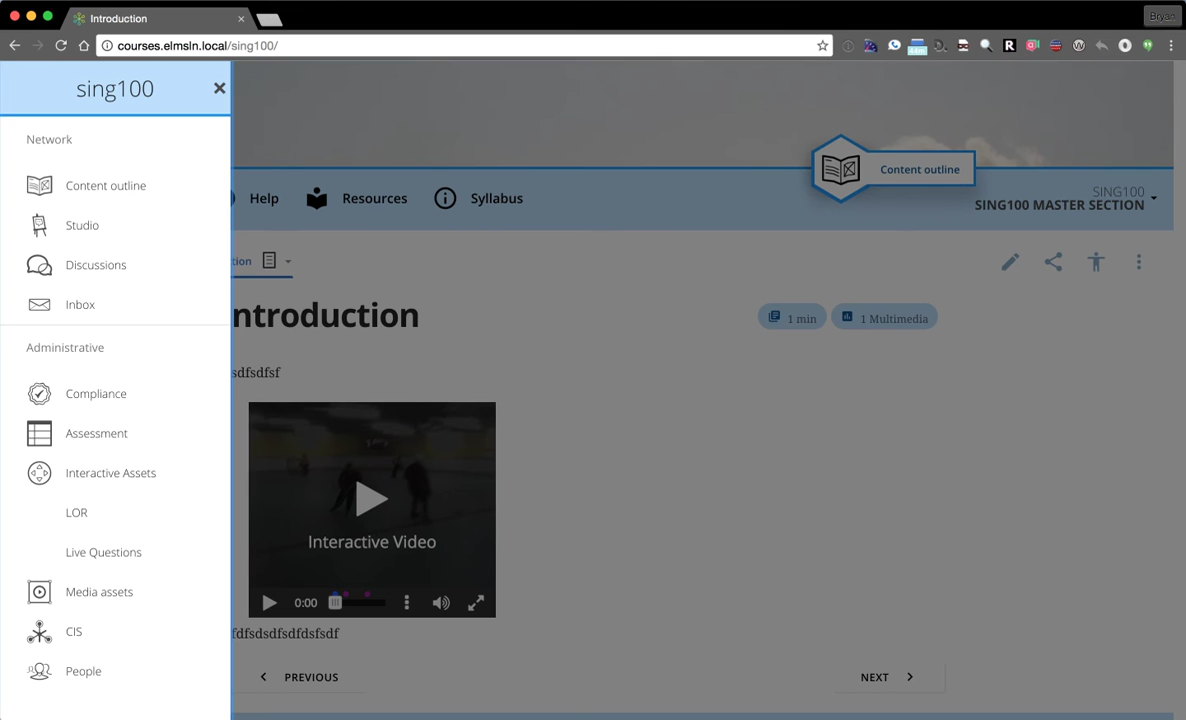 Introduction
Bryan
courses.elmsln.local/sing100/
44m
sing100
Network
Content outline
Studio
Discussions
Inbox
Administrative
Compliance
Assessment
Interactive Assets
LOR
Live Questions
Media assets
CIS
People
Content outline
Help
Resources
Syllabus
SING100
SING100 MASTER SECTION
tion
ntroduction
1 min
1 Multimedia
sdfsdfsf
Interactive Video
0:00
fdfsdsdfsdfdsfsdf
PREVIOUS
NEXT